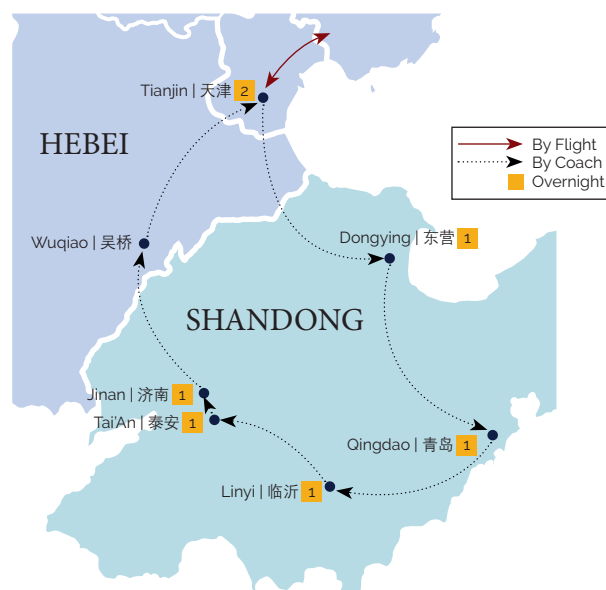 Tianjin | 天津 2
HEBEI
By Flight
By Coach
Overnight
Wuqiao | 吴桥
Dongying | 东营 1
SHANDONG
Jinan | 济南 1
Tai'An | 泰安 1
Qingdao | 青岛 1
Linyi | 临沂 1